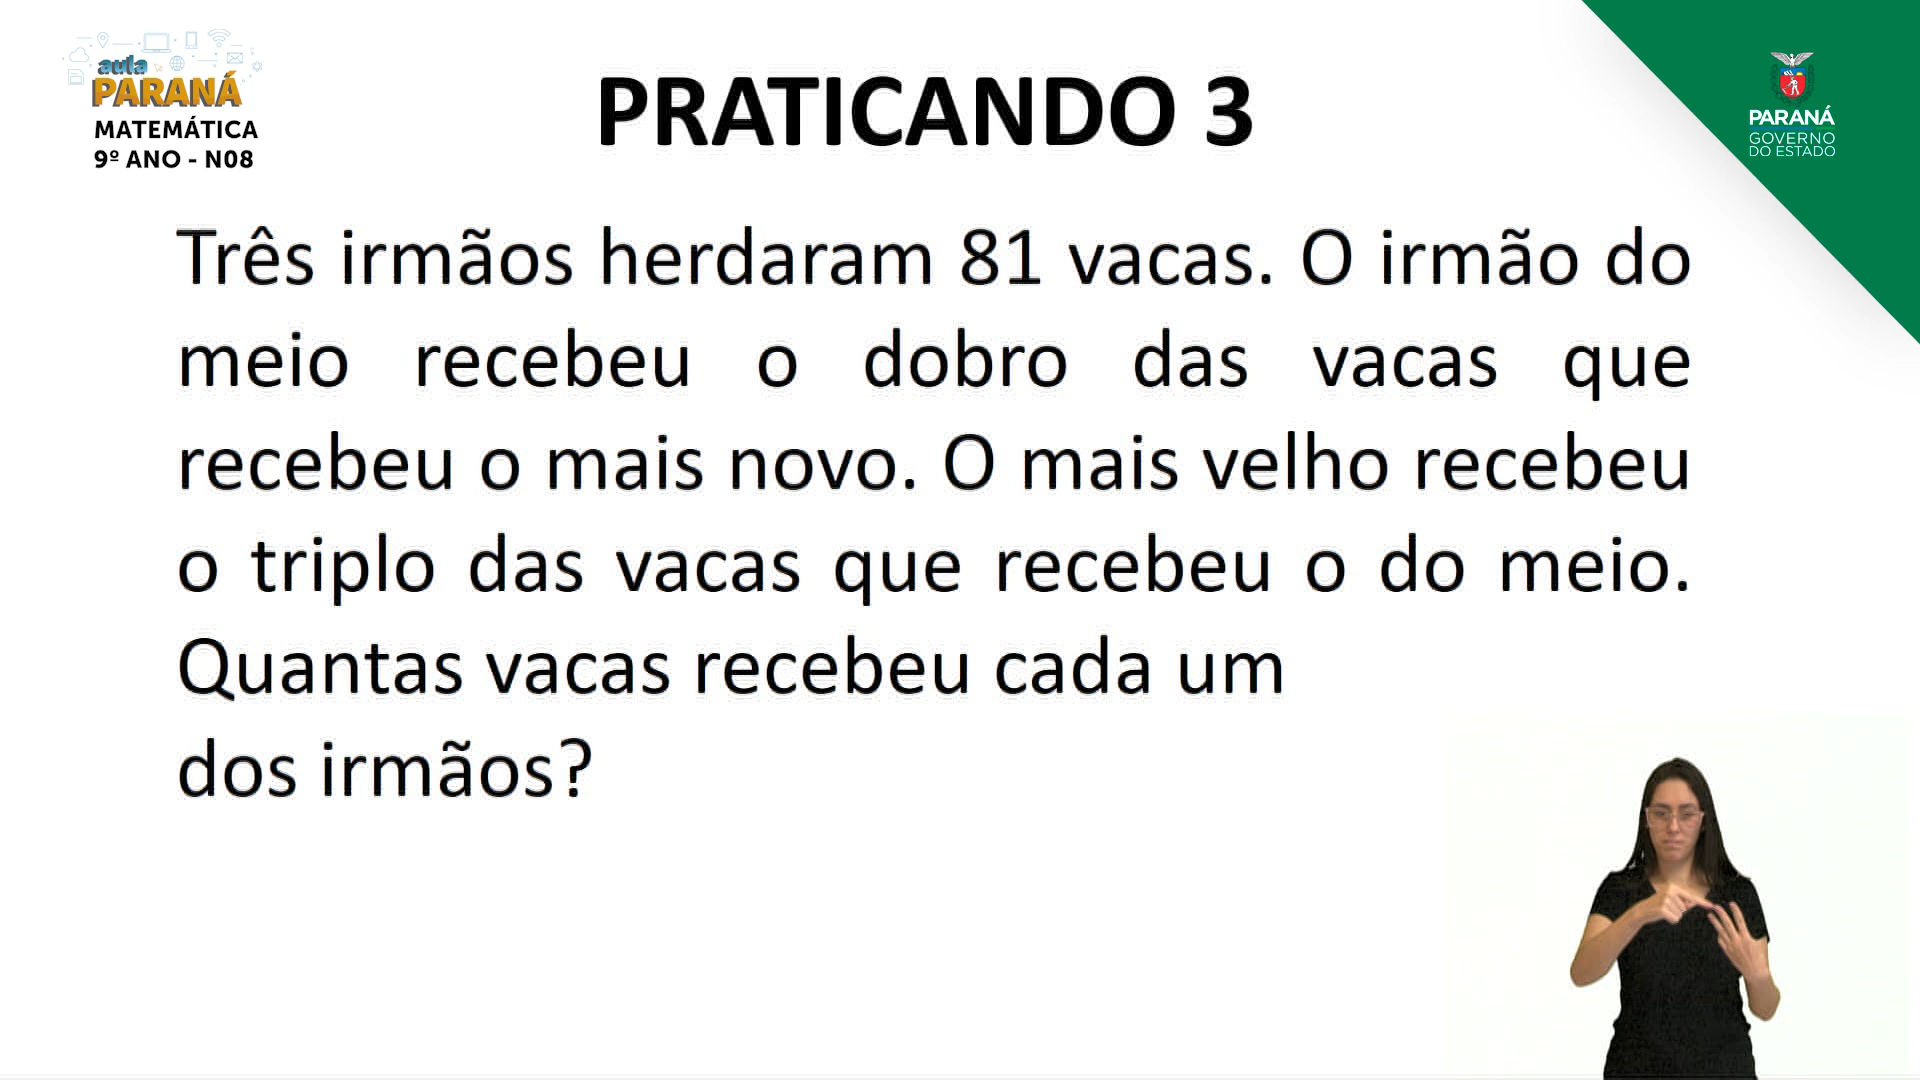 aula
PARANÁ
MATEMÁTICA
9º ANO - N08
PRATICANDO 3
PARANÁ
GOVERNO
DO ESTADO
Três irmãos herdaram 81 vacas. O irmão do
meio recebeu o dobro das vacas que
recebeu o mais novo. O mais velho recebeu
o triplo das vacas que recebeu o do meio.
Quantas vacas recebeu cada um
dos irmãos?